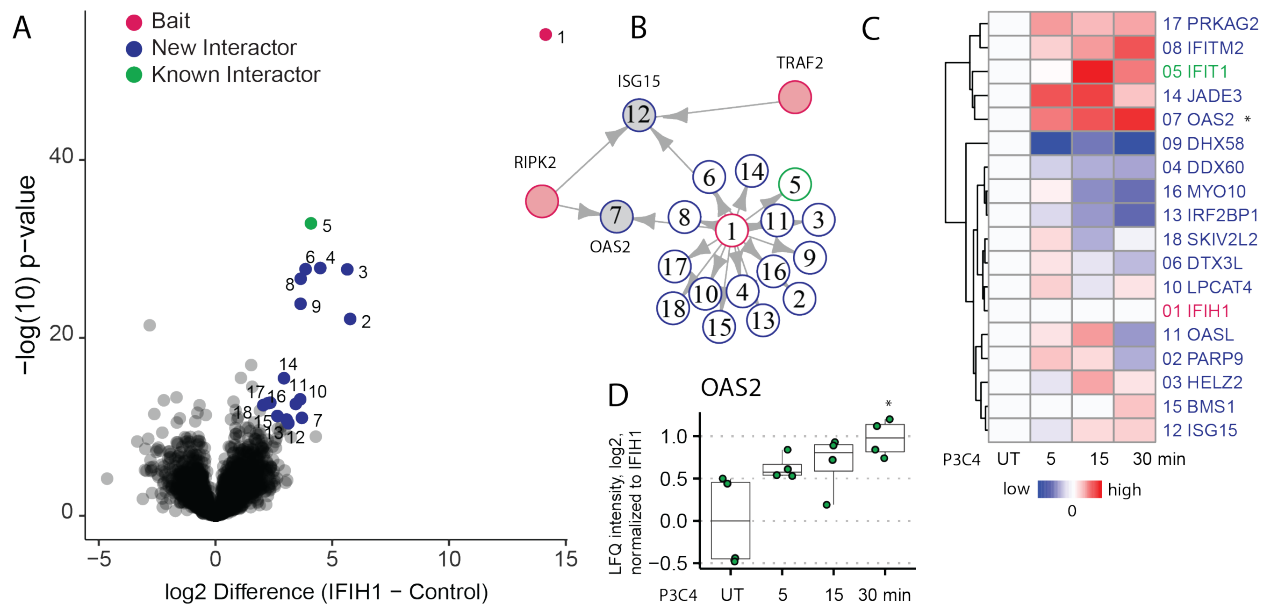 A
Bait
New Interactor
Known Interactor
−log(10) p−value
40
20
0
1
5
6
4
3
8
9
2
14
11
10
17
16
18
15
7
13
12
−5
0
5
10
15
log2 Difference (IFIH1 − Control)
B
TRAF2
ISG15
12
RIPK2
7
OAS2
6
14
5
8
11
3
1
17
16
9
18
10
4
2
15
13
C
17 PRKAG2
08 IFITM2
05 IFIT1
14 JADE3
07 OAS2 *
09 DHX58
04 DDX60
16 MYO10
13 IRF2BP1
18 SKIV2L2
06 DTX3L
10 LPCAT4
01 IFIH1
11 OASL
02 PARP9
03 HELZ2
15 BMS1
12 ISG15
P3C4 UT 5 15 30 min
low high
0
D
OAS2
LFQ intensity, log2,
normalized to IFIH1
*
1.0
0.5
0.0
−0.5
P3C4 UT 5 15 30 min